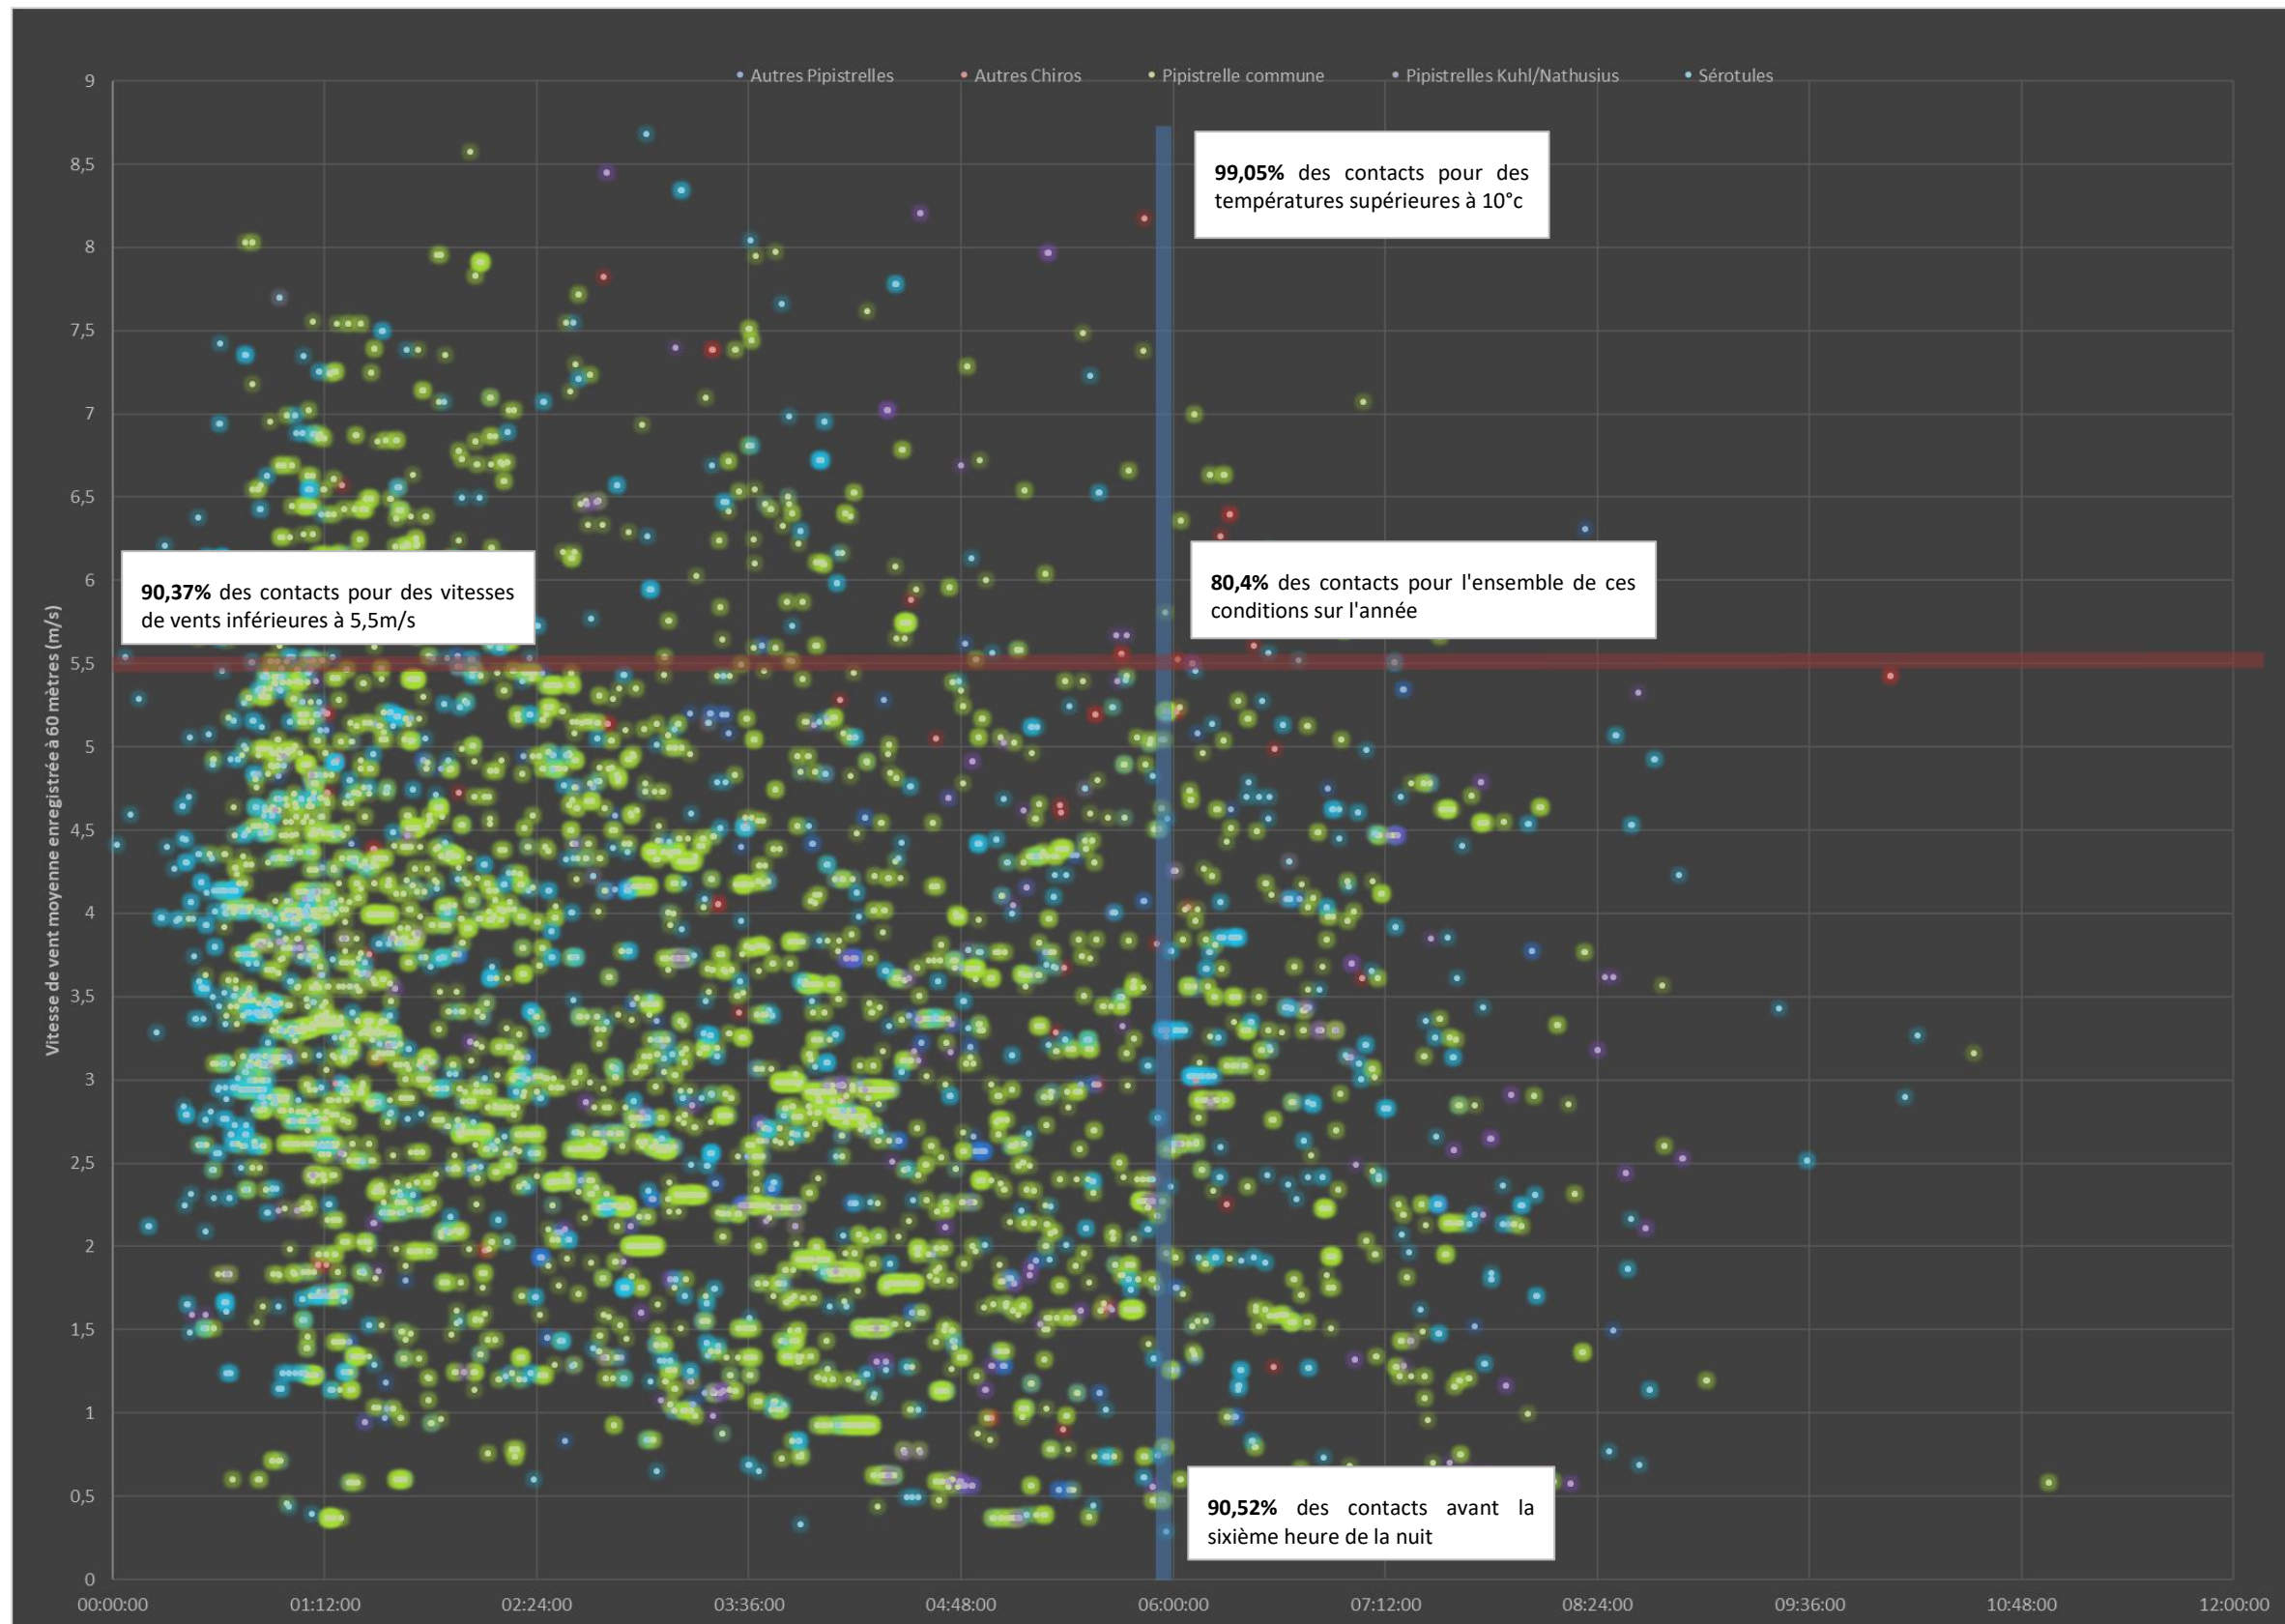 Autres Pipistrelles
Autres Chiros
Pipistrelle commune
Pipistrelles Kuhl/Nathusius
Sérotules
9
8,5
8
7,5
7
6,5
6
5,5
5
4,5
4
3,5
3
2,5
2
1,5
1
0,5
0
Vitesse de vent moyenne enregistrée à 60 mètres (m/s)
99,05% des contacts pour des
températures supérieures à 10°c
90,37% des contacts pour des vitesses
de vents inférieures à 5,5m/s
80,4% des contacts pour l'ensemble de ces
conditions sur l'année
90,52% des contacts avant la
sixième heure de la nuit
00:00:00
01:12:00
02:24:00
03:36:00
04:48:00
06:00:00
07:12:00
08:24:00
09:36:00
10:48:00
12:00:00